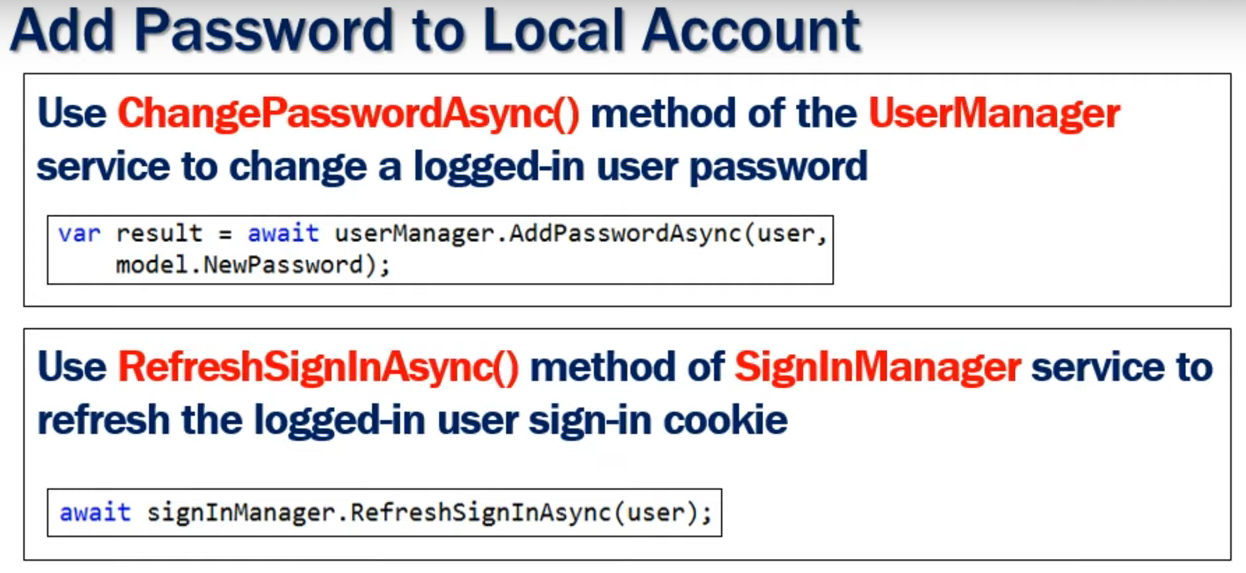 Add Password to Local Account
Use ChangePasswordAsync() method of the UserManager
service to change a logged-in user password
var result = await userManager.AddPasswordAsync(user,
model.NewPassword);
Use RefreshSignInAsync() method of SignInManager service to
refresh the logged-in user sign-in cookie
await signInManager.RefreshSignInAsync(user);